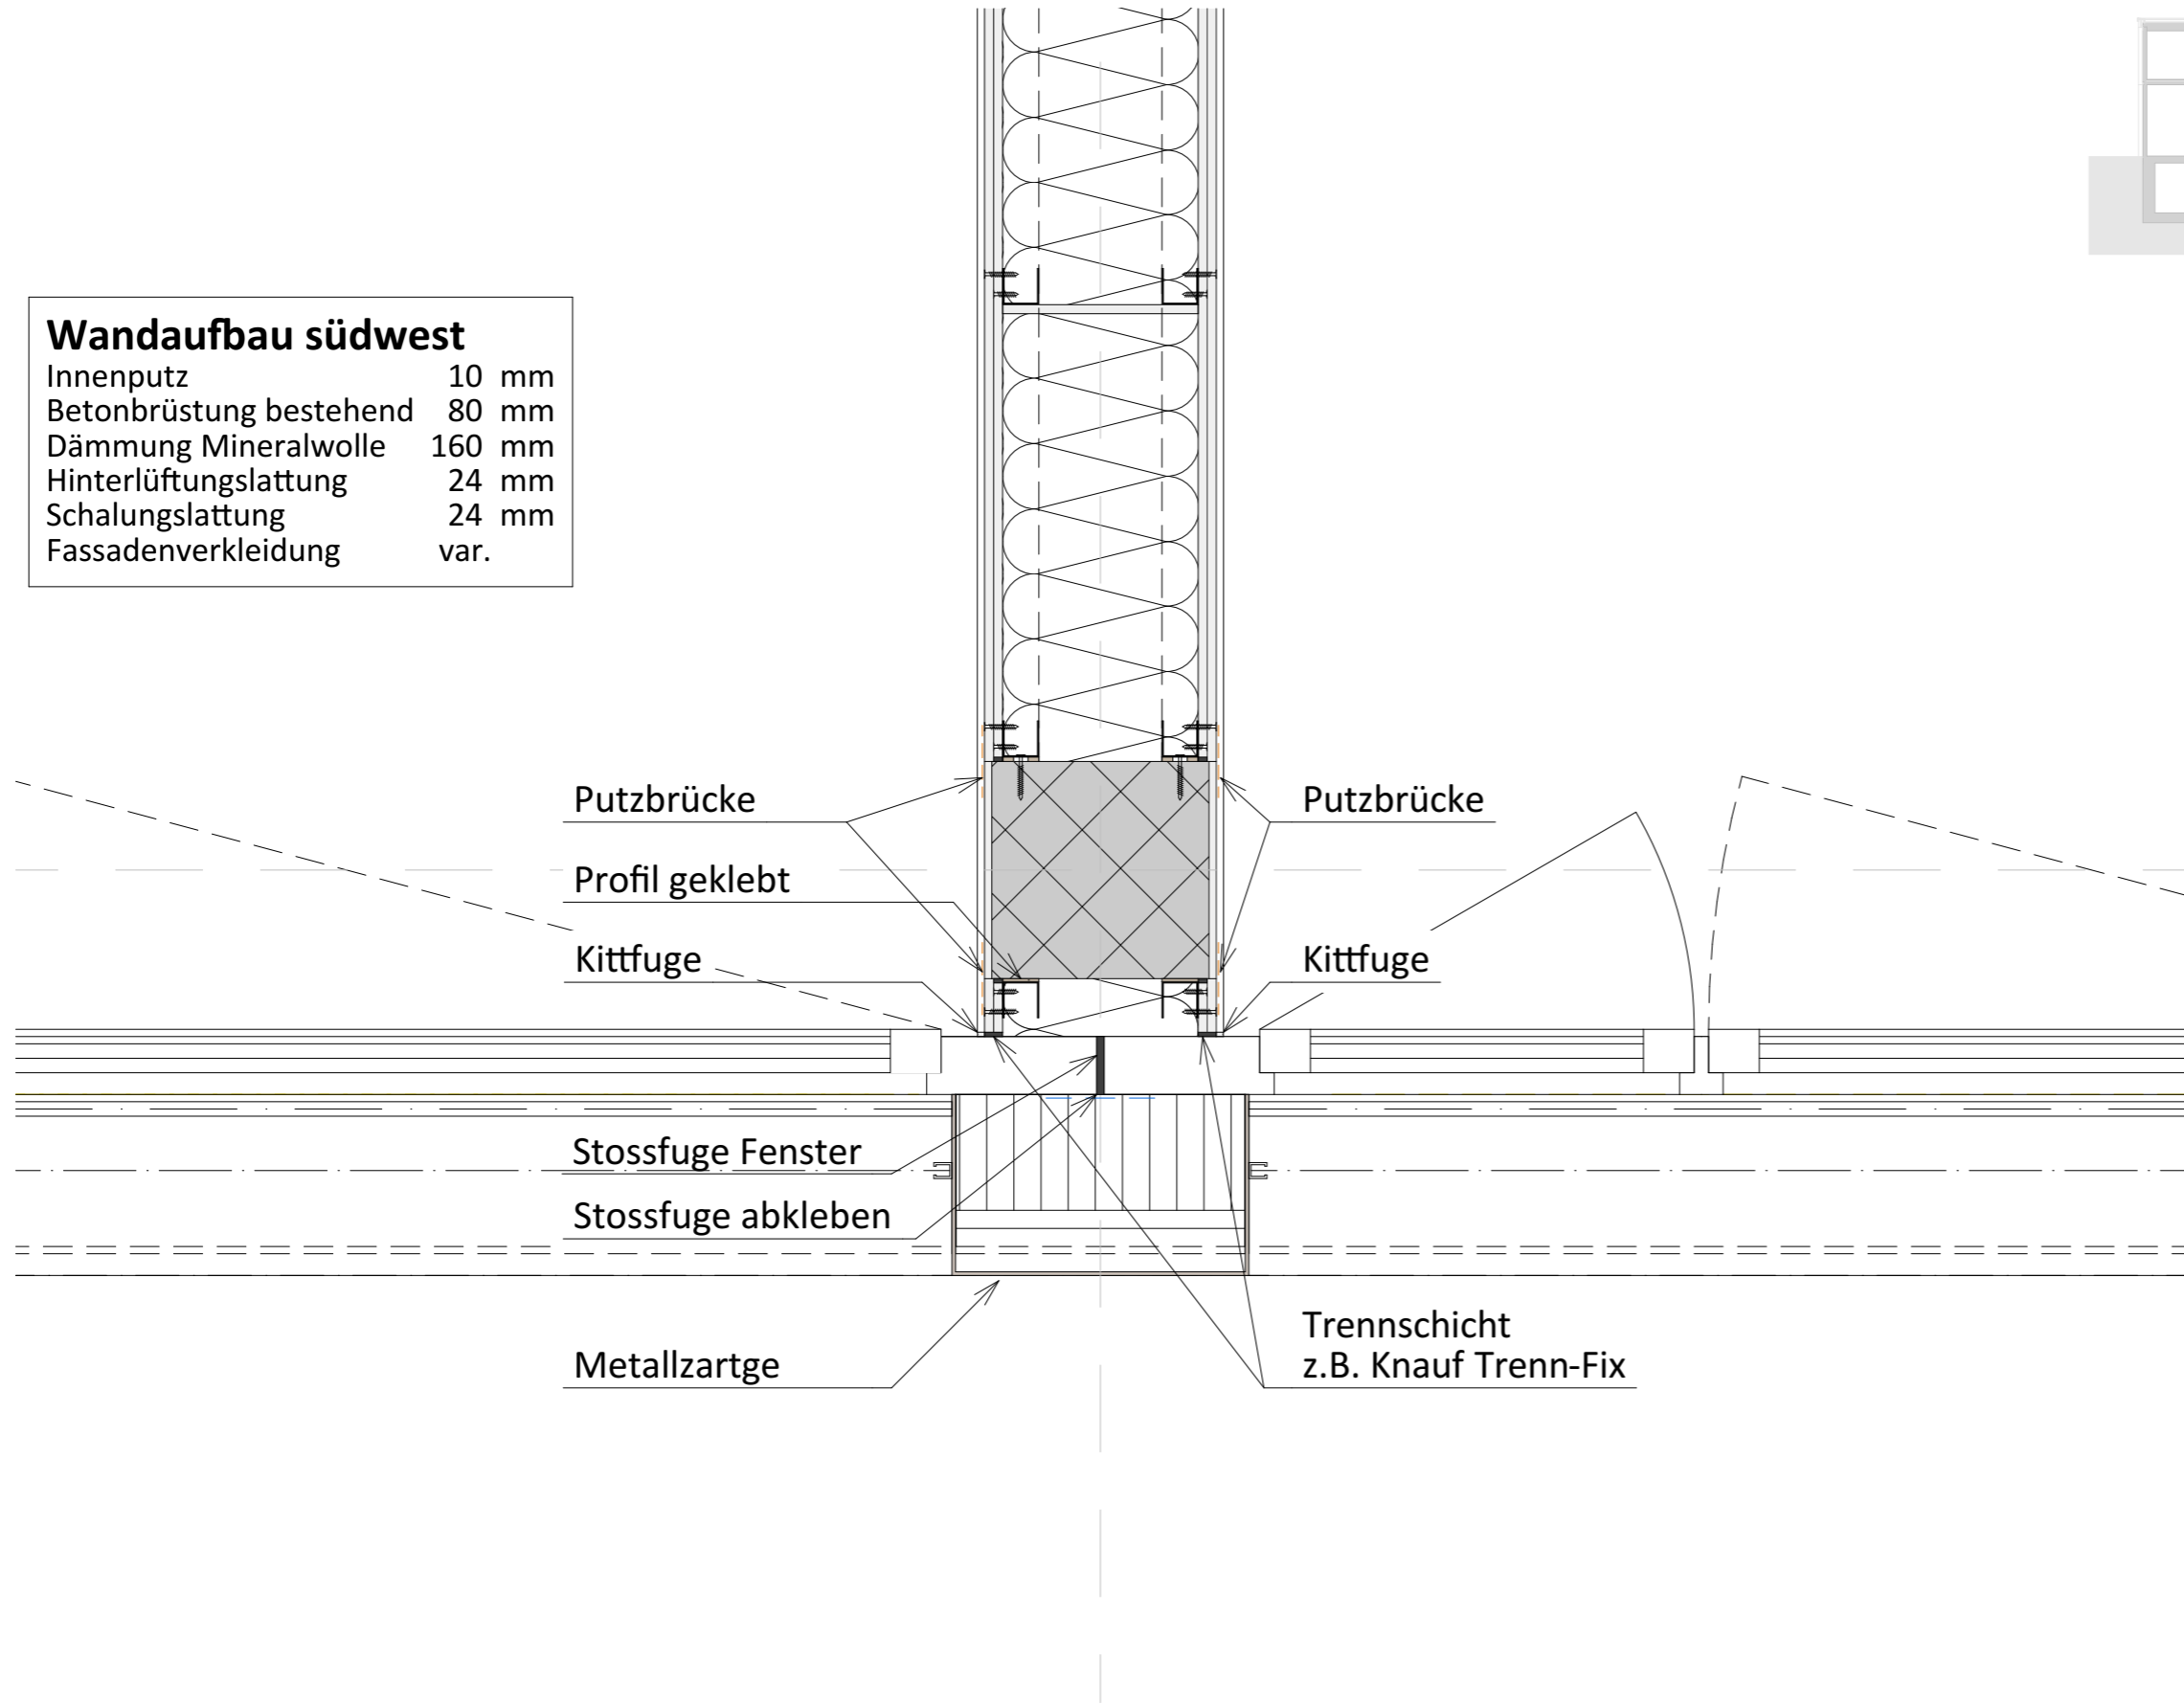 Wandaufbau südwest
Innenputz 10 mm
Betonbrüstung bestehend 80 mm
Dämmung Mineralwolle 160 mm
Hinterlüftungslattung 24 mm
Schalungslattung 24 mm
Fassadenverkleidung var.
Putzbrücke
Putzbrücke
Profil geklebt
Kittfuge
Kittfuge
Stossfuge Fenster
Stossfuge abkleben
Metallzartge
Trennschicht
z.B. Knauf Trenn-Fix